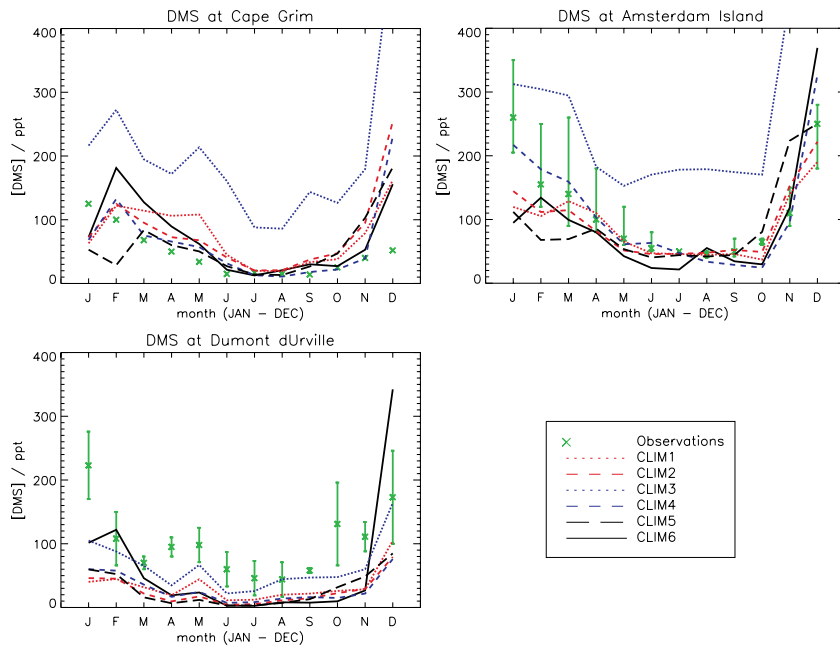 DMS at Cape Grim
400
300
200
100
0
[DMS] / ppt
J F M A M J J A S O N D
month (JAN - DEC)
DMS at Amsterdam Island
400
300
200
100
0
[DMS] / ppt
J F M A M J J A S O N D
month (JAN - DEC)
DMS at Dumont dUrville
400
300
200
100
0
[DMS] / ppt
J F M A M J J A S O N D
month (JAN - DEC)
Observations
CLIM1
CLIM2
CLIM3
CLIM4
CLIM5
CLIM6